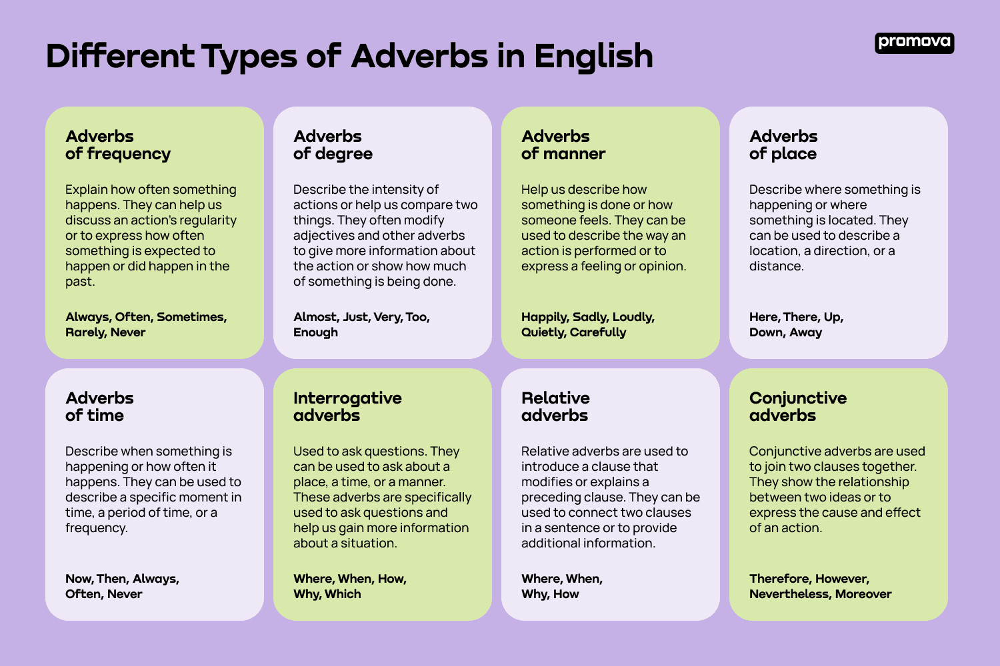 Different Types of Adverbs in English
promova
Adverbs
of frequency
Explain how often something
happens. They can help us
discuss an action's regularity
or to express how often
something is expected to
happen or did happen in the
past.
Always, Often, Sometimes,
Rarely, Never
Adverbs
of degree
Describe the intensity of
actions or help us compare two
things. They often modify
adjectives and other adverbs
to give more information about
the action or show how much
of something is being done.
Almost, Just, Very, Too,
Enough
Adverbs
of manner
Help us describe how
something is done or how
someone feels. They can be
used to describe the way an
action is performed or to
express a feeling or opinion.
Happily, Sadly, Loudly,
Quietly, Carefully
Adverbs
of place
Describe where something is
happening or where
something is located. They
can be used to describe a
location, a direction, or a
distance.
Here, There, Up,
Down, Away
Adverbs
of time
Describe when something is
happening or how often it
happens. They can be used to
describe a specific moment in
time, a period of time, or a
frequency.
Now, Then, Always,
Often, Never
Interrogative
adverbs
Used to ask questions. They
can be used to ask about a
place, a time, or a manner.
These adverbs are specifically
used to ask questions and
help us gain more information
about a situation.
Where, When, How,
Why, Which
Relative
adverbs
Relative adverbs are used to
introduce a clause that
modifies or explains a
preceding clause. They can be
used to connect two clauses
in a sentence or to provide
additional information.
Where, When,
Why, How
Conjunctive
adverbs
Conjunctive adverbs are used
to join two clauses together.
They show the relationship
between two ideas or to
express the cause and effect
of an action.
Therefore, However,
Nevertheless, Moreover